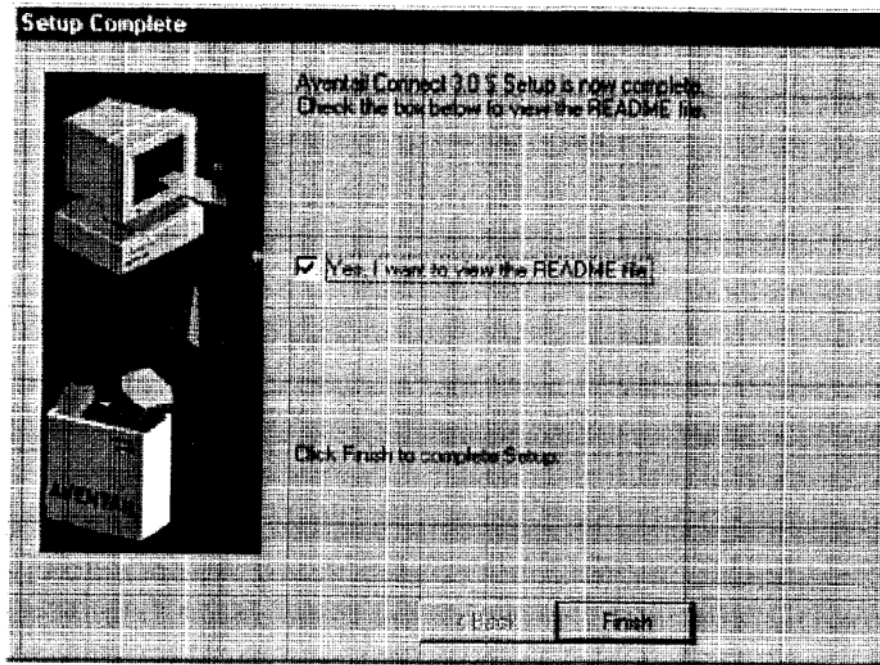 Setup Complete
Aventail Connect 3.0 S Setup is now complete.
Check the box below to view the README file.
Yes, I want to view the README file
Click Finish to complete Setup.
AVENTAIL
< Back
Finish